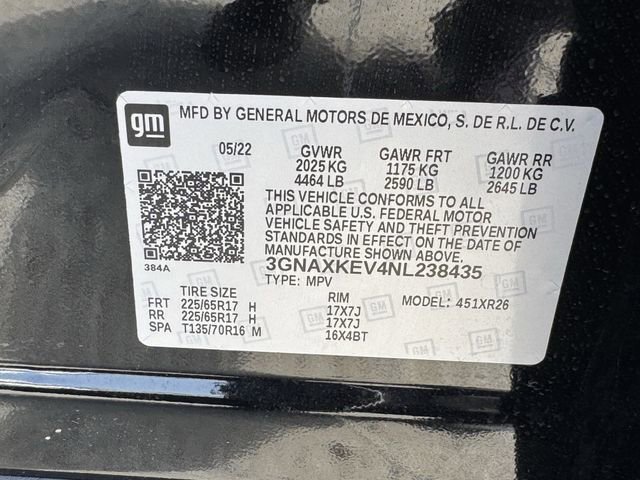 gm
MFD BY GENERAL MOTORS DE MEXICO, S. DE R.L. DE C.V.
05/22 GVWR GAWR FRT GAWR RR
2025 KG 1175 KG 1200 KG
4464 LB 2590 LB 2645 LB
THIS VEHICLE CONFORMS TO ALL
APPLICABLE U.S. FEDERAL MOTOR
VEHICLE SAFETY AND THEFT PREVENTION
STANDARDS IN EFFECT ON THE DATE OF
MANUFACTURE SHOWN ABOVE.
384A 3GNAXKEV4NL238435
TYPE: MPV
TIRE SIZE RIM MODEL: 451XR26
FRT 225/65R17 H 17X7J
RR 225/65R17 H 17X7J
SPA T135/70R16 M 16X4BT